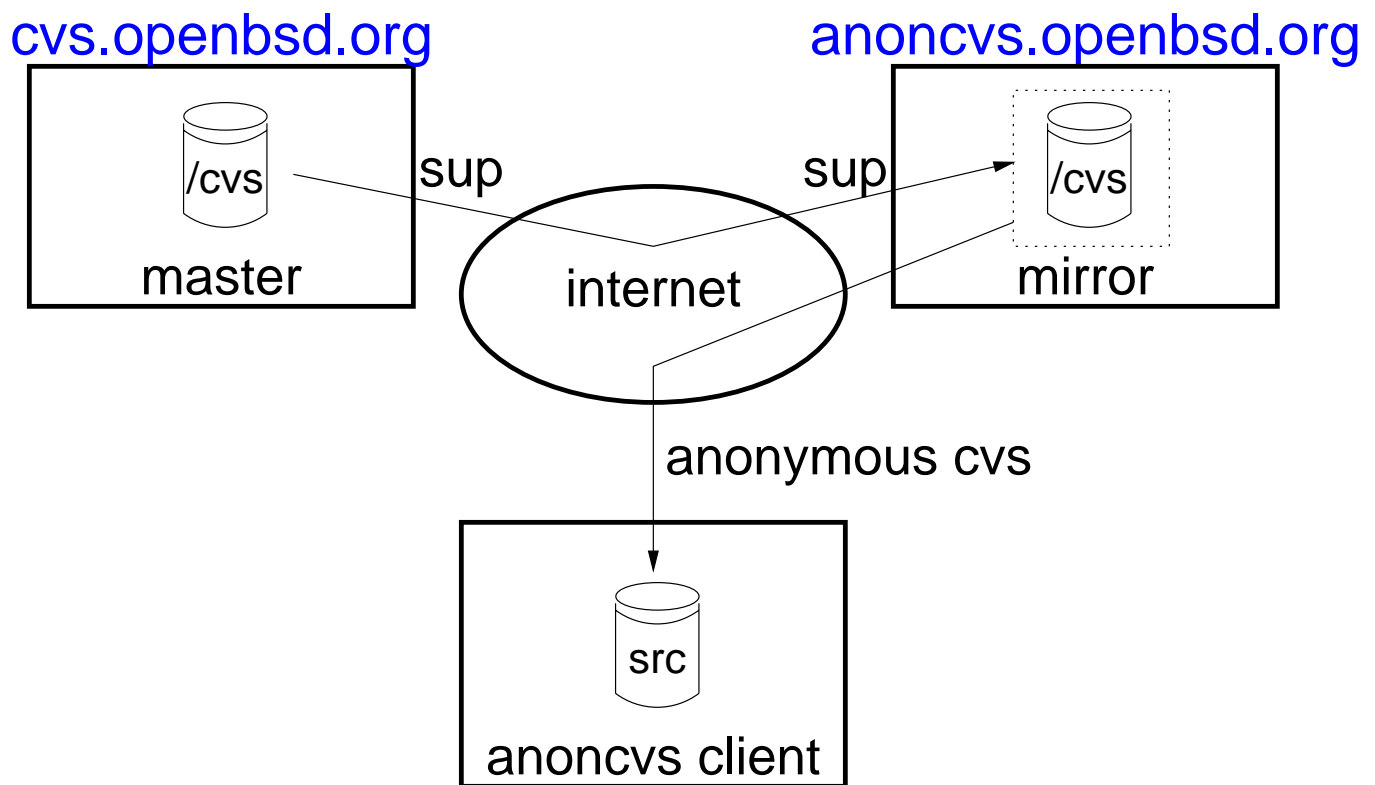 cvs.openbsd.org
anoncvs.openbsd.org
sup
sup
/cvs
/cvs
master
internet
mirror
anonymous cvs
src
anoncvs client